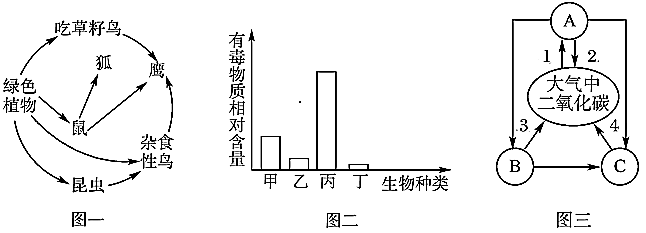 吃草籽鸟
狐
鹰
绿色
植物
鼠
杂食
性鸟
昆虫
图一
有毒物质相对含量
甲 乙 丙 丁 生物种类
图二
A
1. 2.
大气中
二氧化碳
.3 4
B C
图三